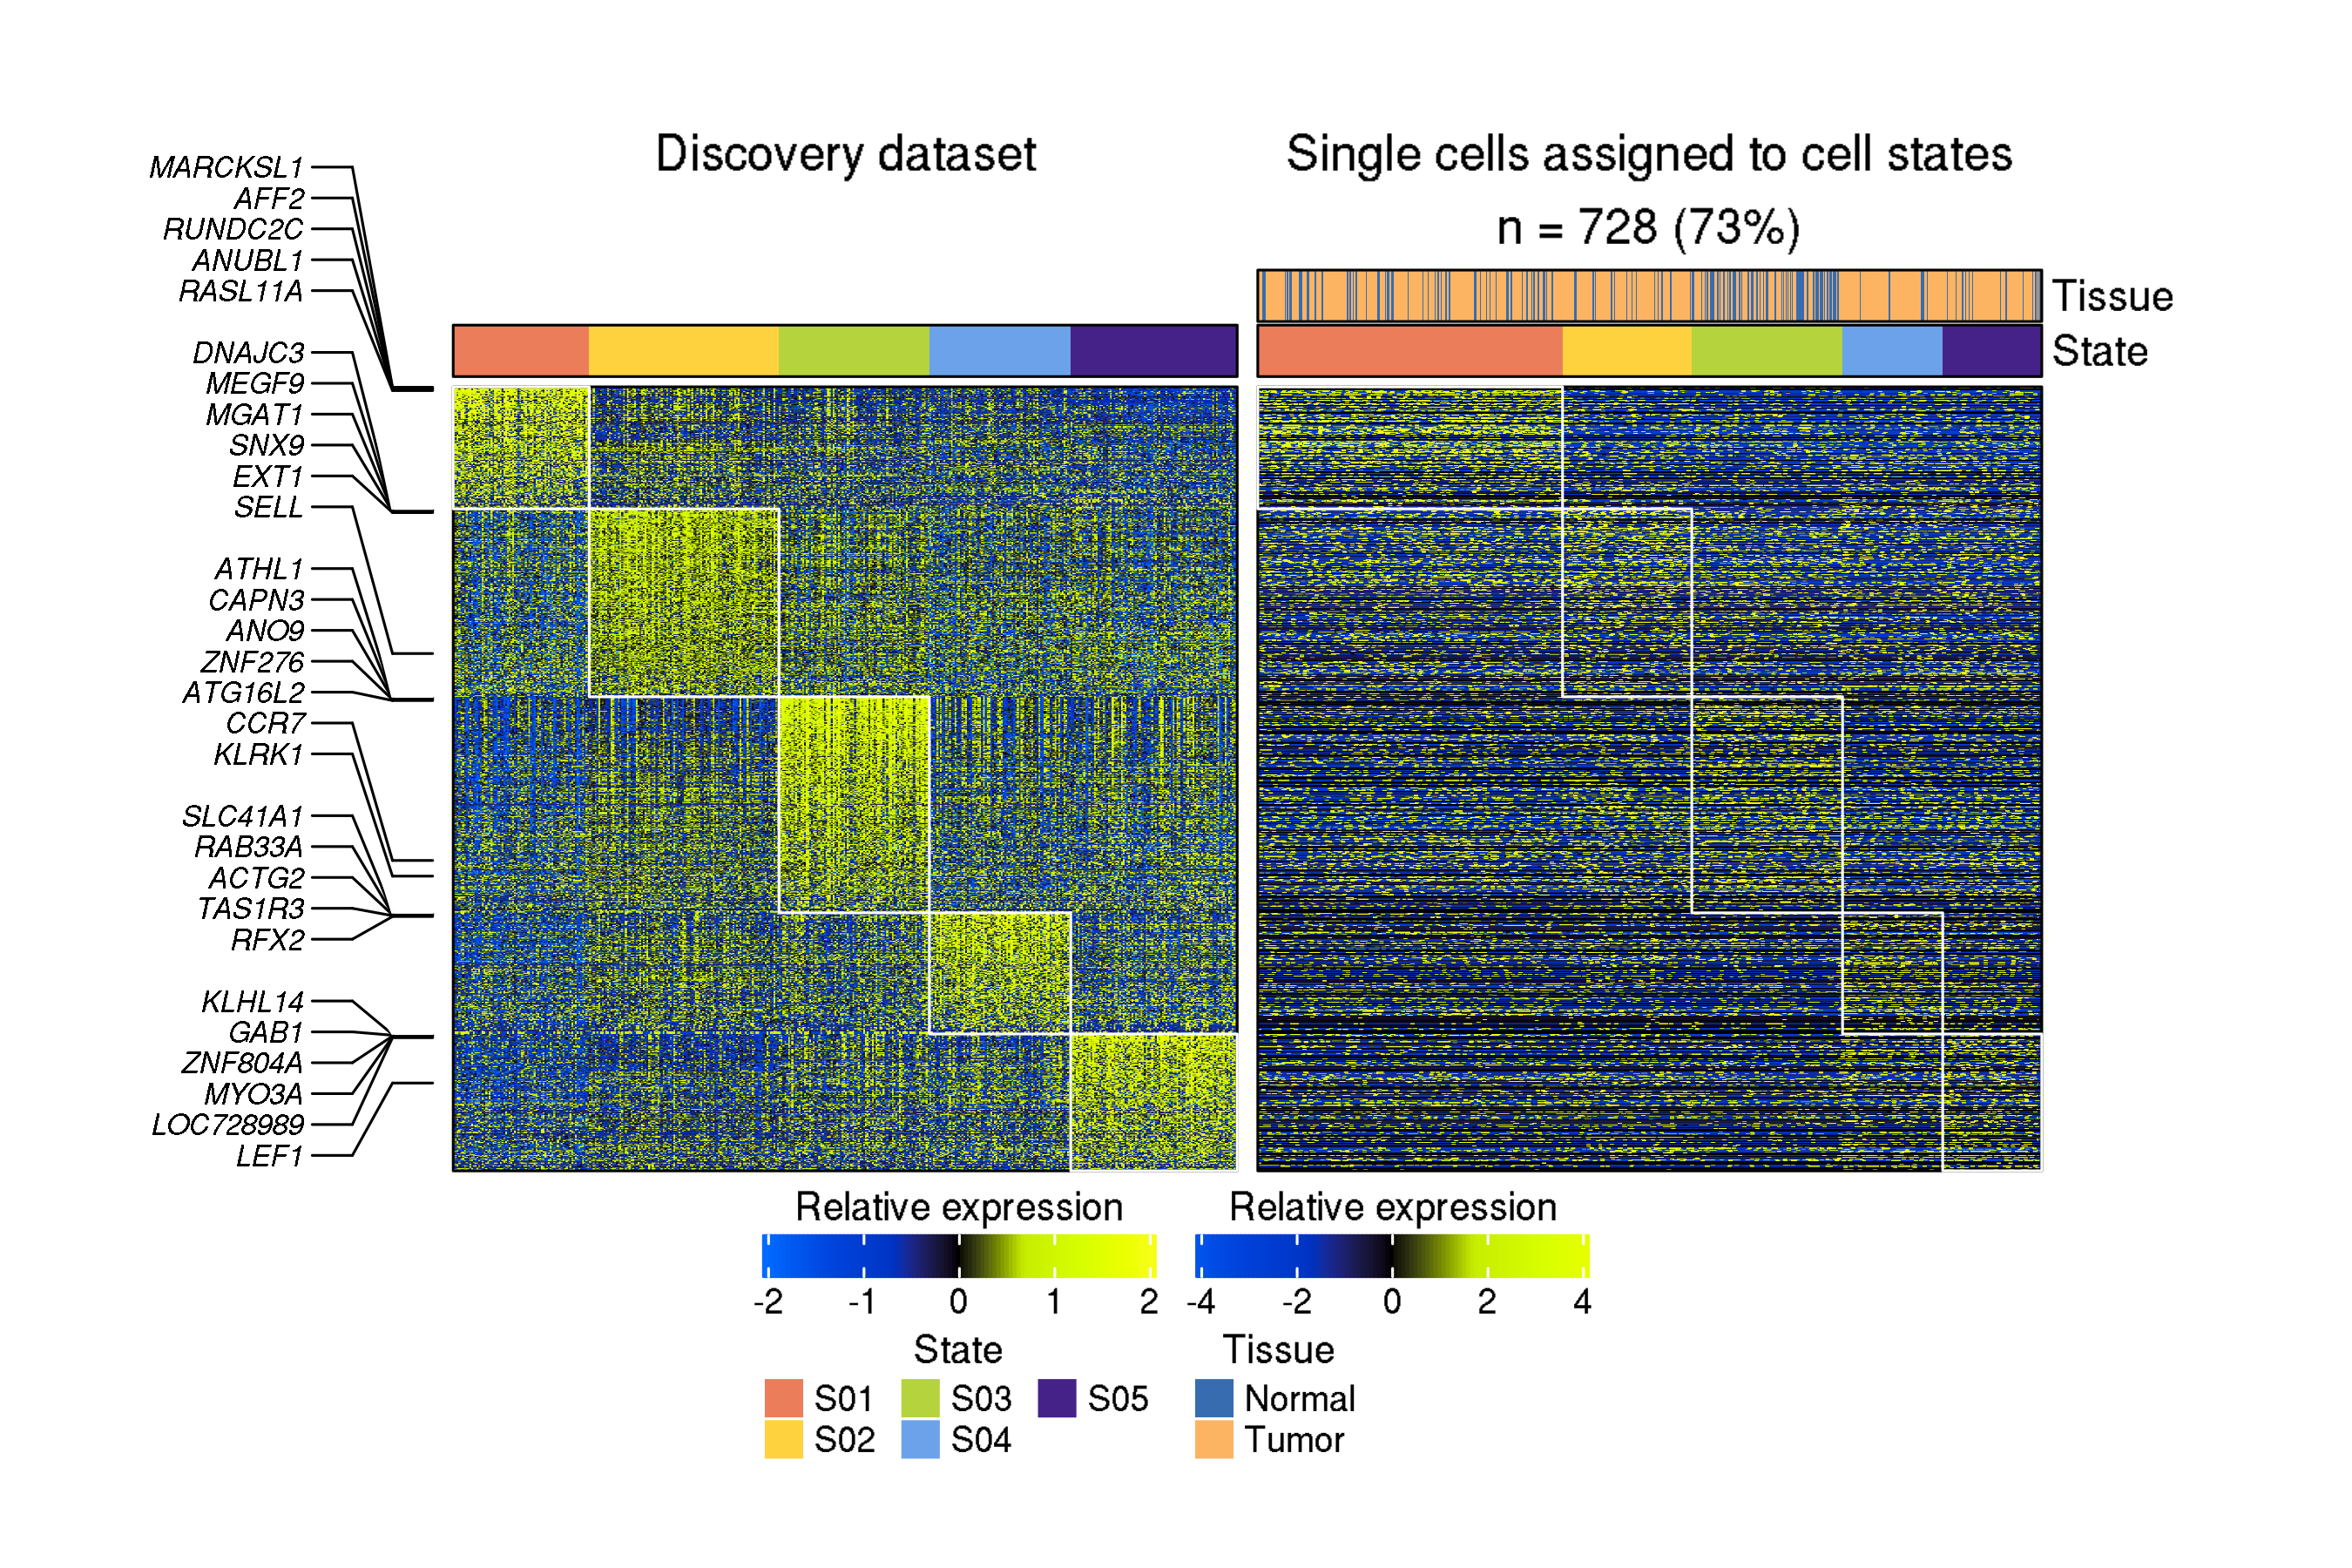 Discovery dataset
Single cells assigned to cell states
n = 728 (73%)
Tissue
State
MARCKSL1
AFF2
RUNDC2C
ANUBL1
RASL11A
DNAJC3
MEGF9
MGAT1
SNX9
EXT1
SELL
ATHL1
CAPN3
ANO9
ZNF276
ATG16L2
CCR7
KLRK1
SLC41A1
RAB33A
ACTG2
TAS1R3
RFX2
KLHL14
GAB1
ZNF804A
MYO3A
LOC728989
LEF1
Relative expression
-2 -1 0 1 2
Relative expression
-4 -2 0 2 4
State
S01 S03 S05
S02 S04
Tissue
Normal
Tumor